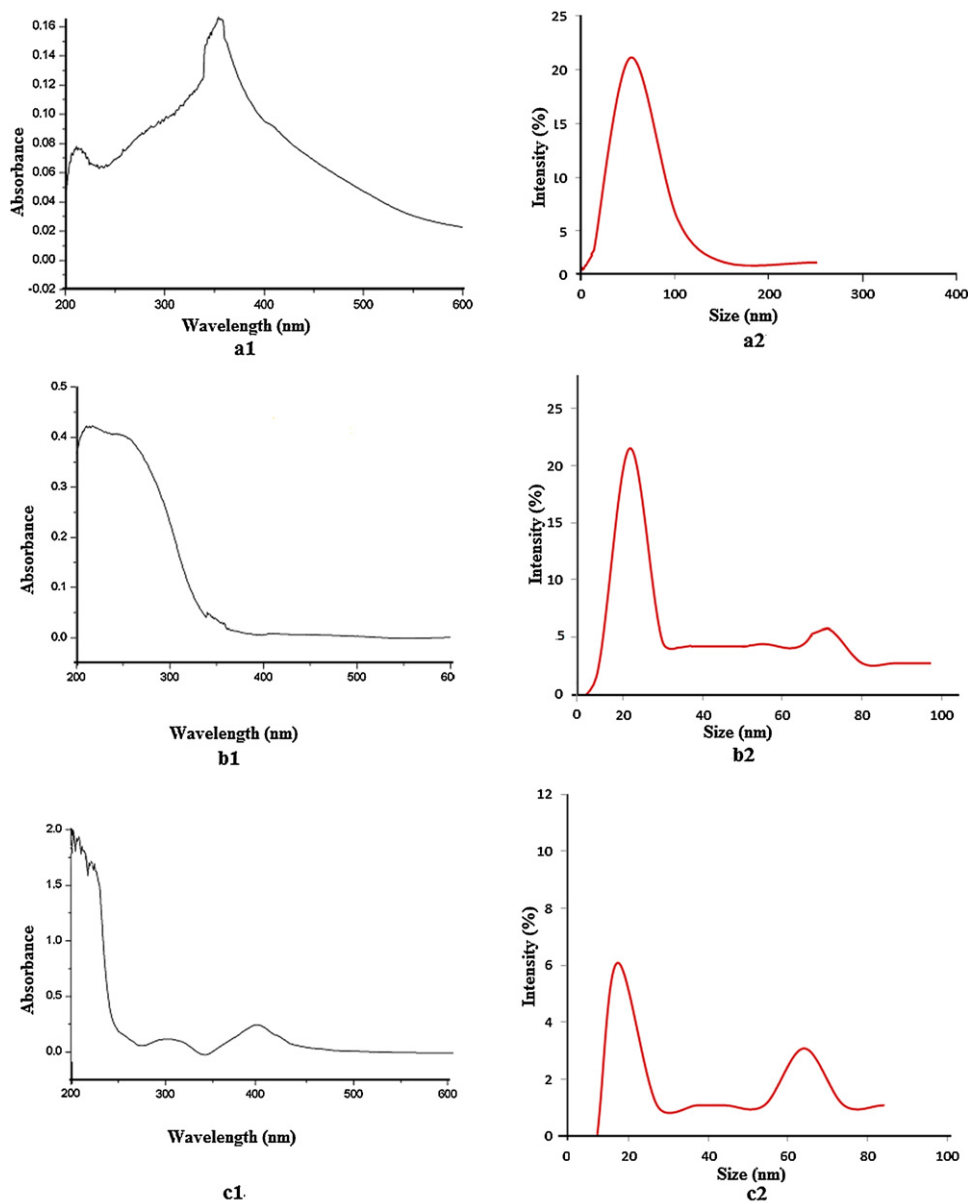 0.16
0.14
0.12
0.10
0.08
0.06
0.04
0.02
0.00
-0.02
Absorbance
200 300 400 500 600
Wavelength (nm)
a1
25
20
15
10
5
0
Intensity (%)
0 100 200 300 400
Size (nm)
a2
0.5
0.4
0.3
0.2
0.1
0.0
Absorbance
200 300 400 500 60
Wavelength (nm)
b1
25
20
15
10
5
0
Intensity (%)
0 20 40 60 80 100
Size (nm)
b2
2.0
1.5
1.0
0.5
0.0
Absorbance
200 300 400 500 600
Wavelength (nm)
c1.
12
10
8
6
4
2
0
Intensity (%)
0 20 40 60 80 100
Size (nm)
c2